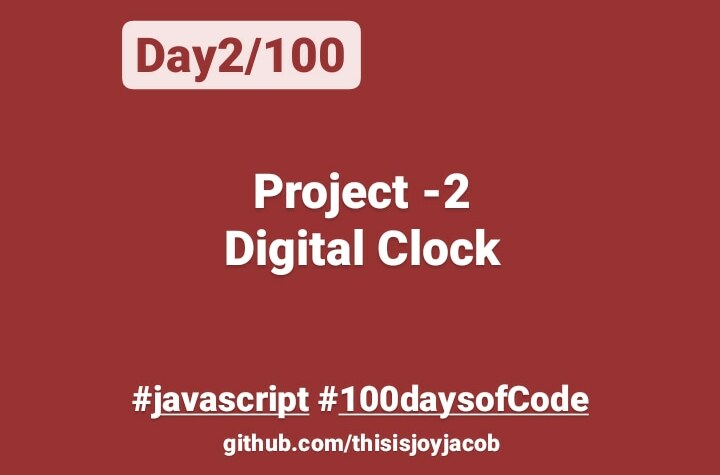 Day2/100
Project -2
Digital Clock
#javascript #100daysofCode
github.com/thisisjoyjacob